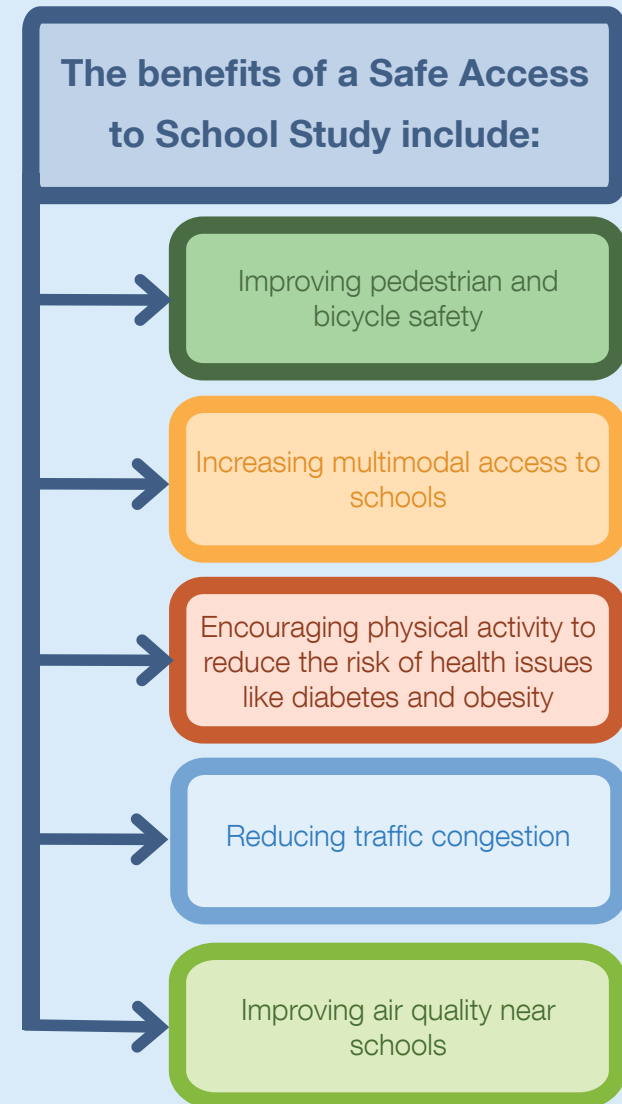 The benefits of a Safe Access
to School Study include:
Improving pedestrian and
bicycle safety
Increasing multimodal access to
schools
Encouraging physical activity to
reduce the risk of health issues
like diabetes and obesity
Reducing traffic congestion
Improving air quality near
schools